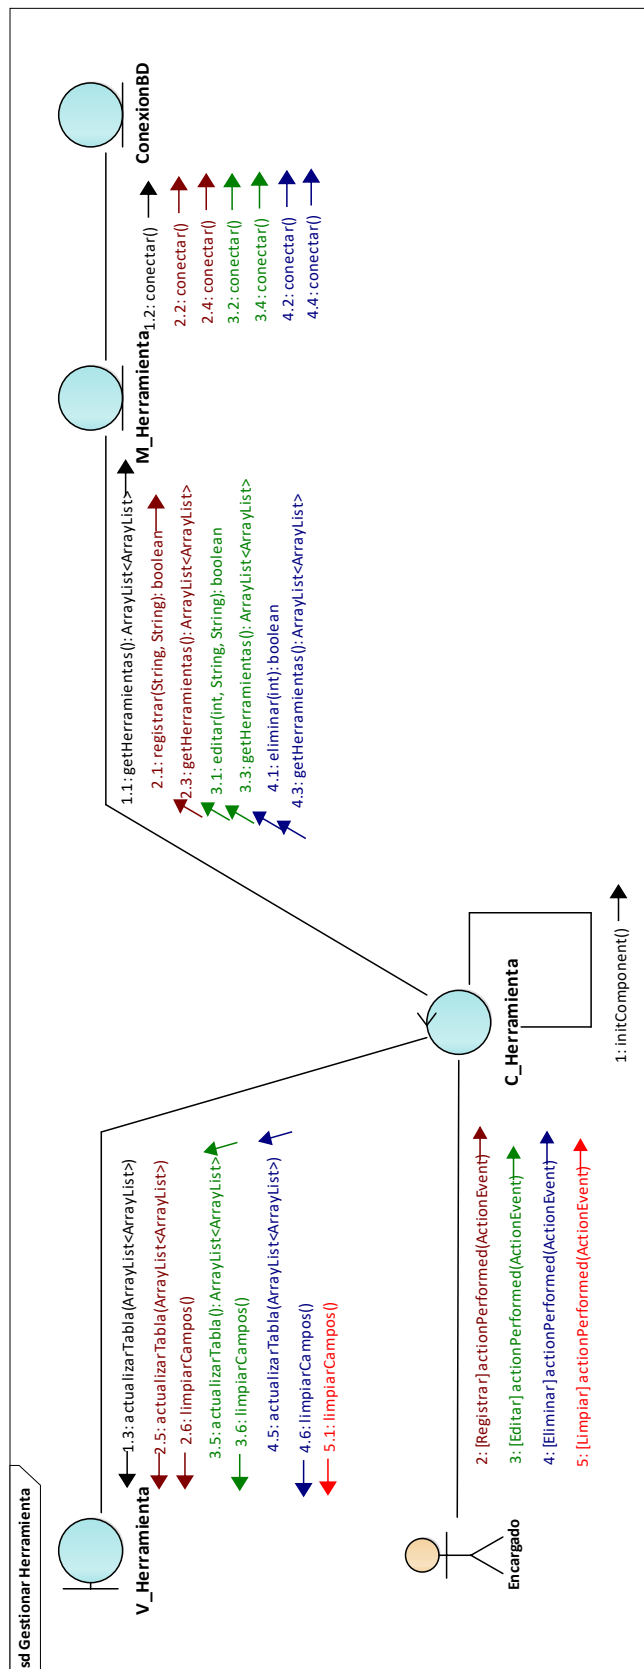 sd Gestionar Herramienta
V_Herramienta
1.3: actualizarTabla(ArrayList<ArrayList>)
2.5: actualizarTabla(ArrayList<ArrayList>)
2.6: limpiarCampos()
3.5: actualizarTabla(): ArrayList<ArrayList>
3.6: limpiarCampos()
4.5: actualizarTabla(ArrayList<ArrayList>)
4.6: limpiarCampos()
5.1: limpiarCampos()
Encargado
2: [Registrar] actionPerformed(ActionEvent)
3: [Editar] actionPerformed(ActionEvent)
4: [Eliminar] actionPerformed(ActionEvent)
5: [Limpiar] actionPerformed(ActionEvent)
C_Herramienta
1: initComponent()
1.1: getHerramientas(): ArrayList<ArrayList>
2.1: registrar(String, String): boolean
2.3: getHerramientas(): ArrayList<ArrayList>
3.1: editar(int, String, String): boolean
3.3: getHerramientas(): ArrayList<ArrayList>
4.1: eliminar(int): boolean
4.3: getHerramientas(): ArrayList<ArrayList>
M_Herramienta
1.2: conectar()
2.2: conectar()
2.4: conectar()
3.2: conectar()
3.4: conectar()
4.2: conectar()
4.4: conectar()
ConexionBD